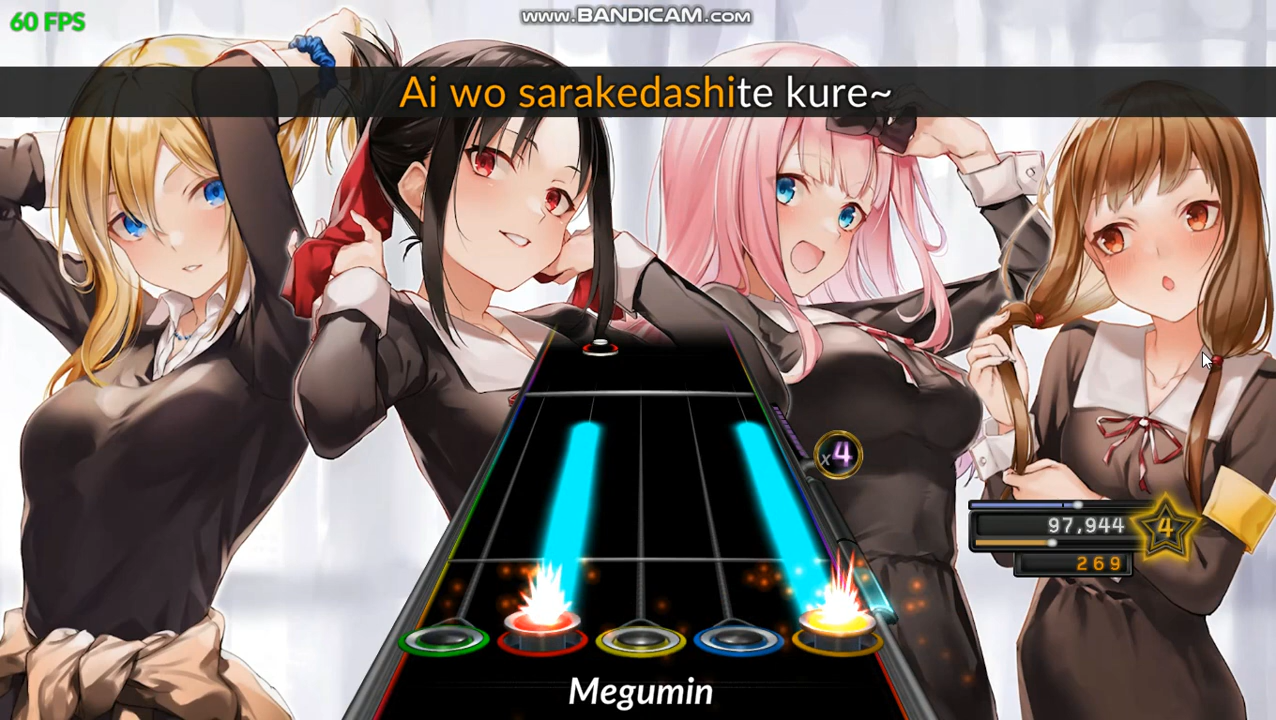 60 FPS
www.BANDICAM.com
Ai wo sarakedashite kure~
x4
97,944
4
269
Megumin